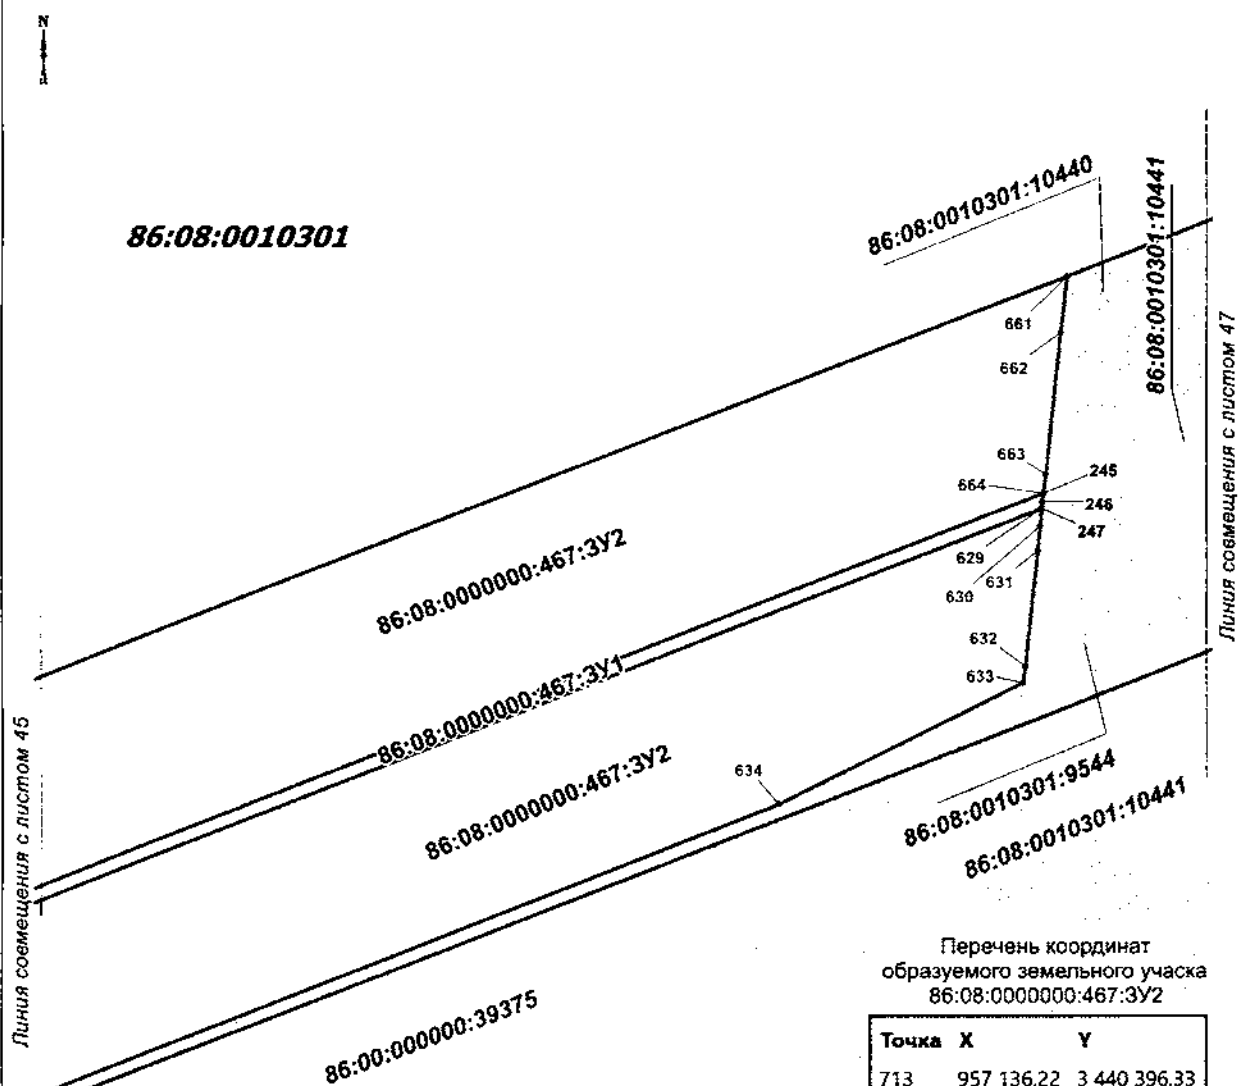 N
86:08:0010301
86:08:0010301:10440
86:08:0010301:10441
661
662
663
664
245
246
247
629
630
631
632
633
634
86:08:0000000:467:ЗУ2
86:08:0000000:467:ЗУ1
86:08:0000000:467:ЗУ2
86:08:0010301:9544
86:08:0010301:10441
86:00:000000:39375
Линия совмещения с листом 45
Линия совмещения с листом 47
Перечень координат
образуемого земельного учаска
86:08:0000000:467:ЗУ2
Точка X Y
713 957 136,22 3 440 396,33